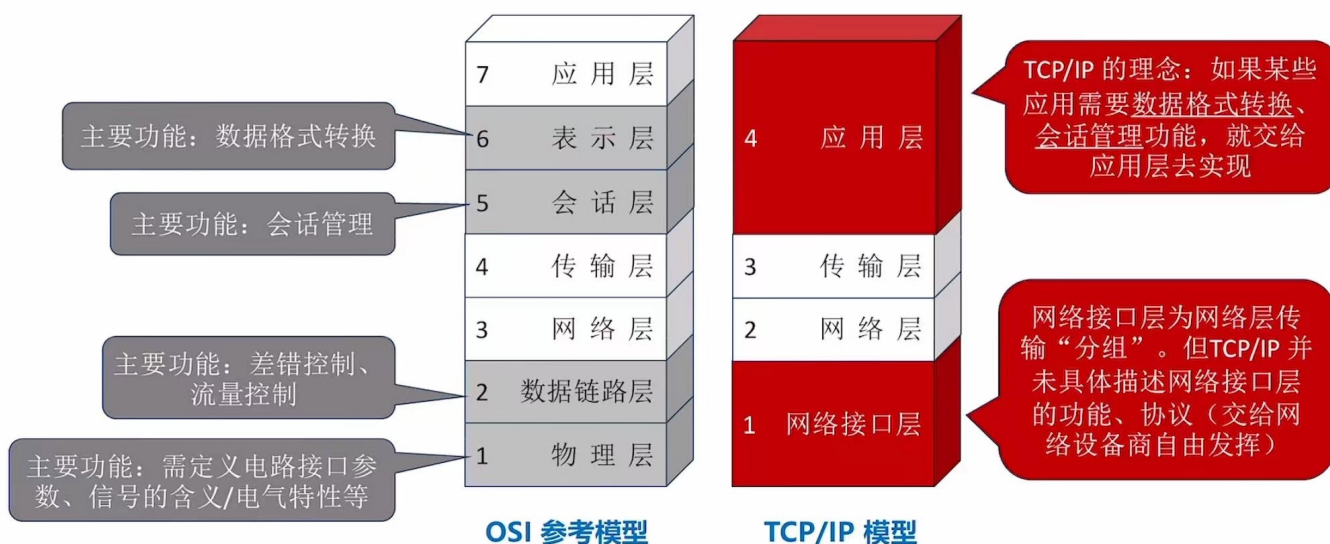 7 应用层
6 表示层
5 会话层
4 传输层
3 网络层
2 数据链路层
1 物理层
OSI 参考模型
主要功能：数据格式转换
主要功能：会话管理
主要功能：差错控制、
流量控制
主要功能：需定义电路接口参
数、信号的含义/电气特性等
4 应用层
3 传输层
2 网络层
1 网络接口层
TCP/IP 模型
TCP/IP 的理念：如果某些
应用需要数据格式转换、
会话管理功能，就交给
应用层去实现
网络接口层为网络层传
输“分组”。但TCP/IP 并
未具体描述网络接口层
的功能、协议（交给网
络设备商自由发挥）